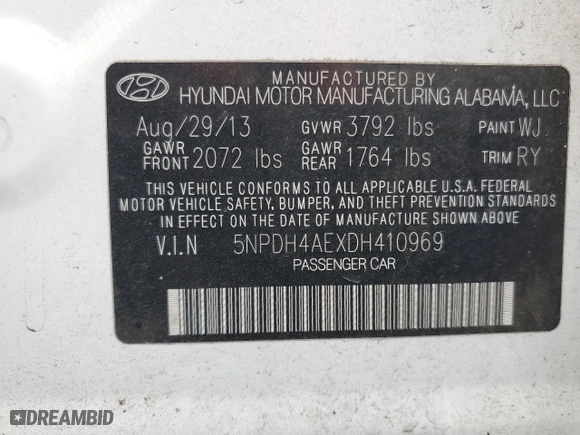 MANUFACTURED BY
HYUNDAI MOTOR MANUFACTURING ALABAMA, LLC
Aug/29/13 GVWR 3792 lbs PAINT WJ
GAWR FRONT 2072 lbs GAWR REAR 1764 lbs TRIM RY
THIS VEHICLE CONFORMS TO ALL APPLICABLE U.S.A. FEDERAL
MOTOR VEHICLE SAFETY, BUMPER, AND THEFT PREVENTION STANDARDS
IN EFFECT ON THE DATE OF MANUFACTURE SHOWN ABOVE
V.I.N 5NPDH4AEXDH410969
PASSENGER CAR
DREAMBID